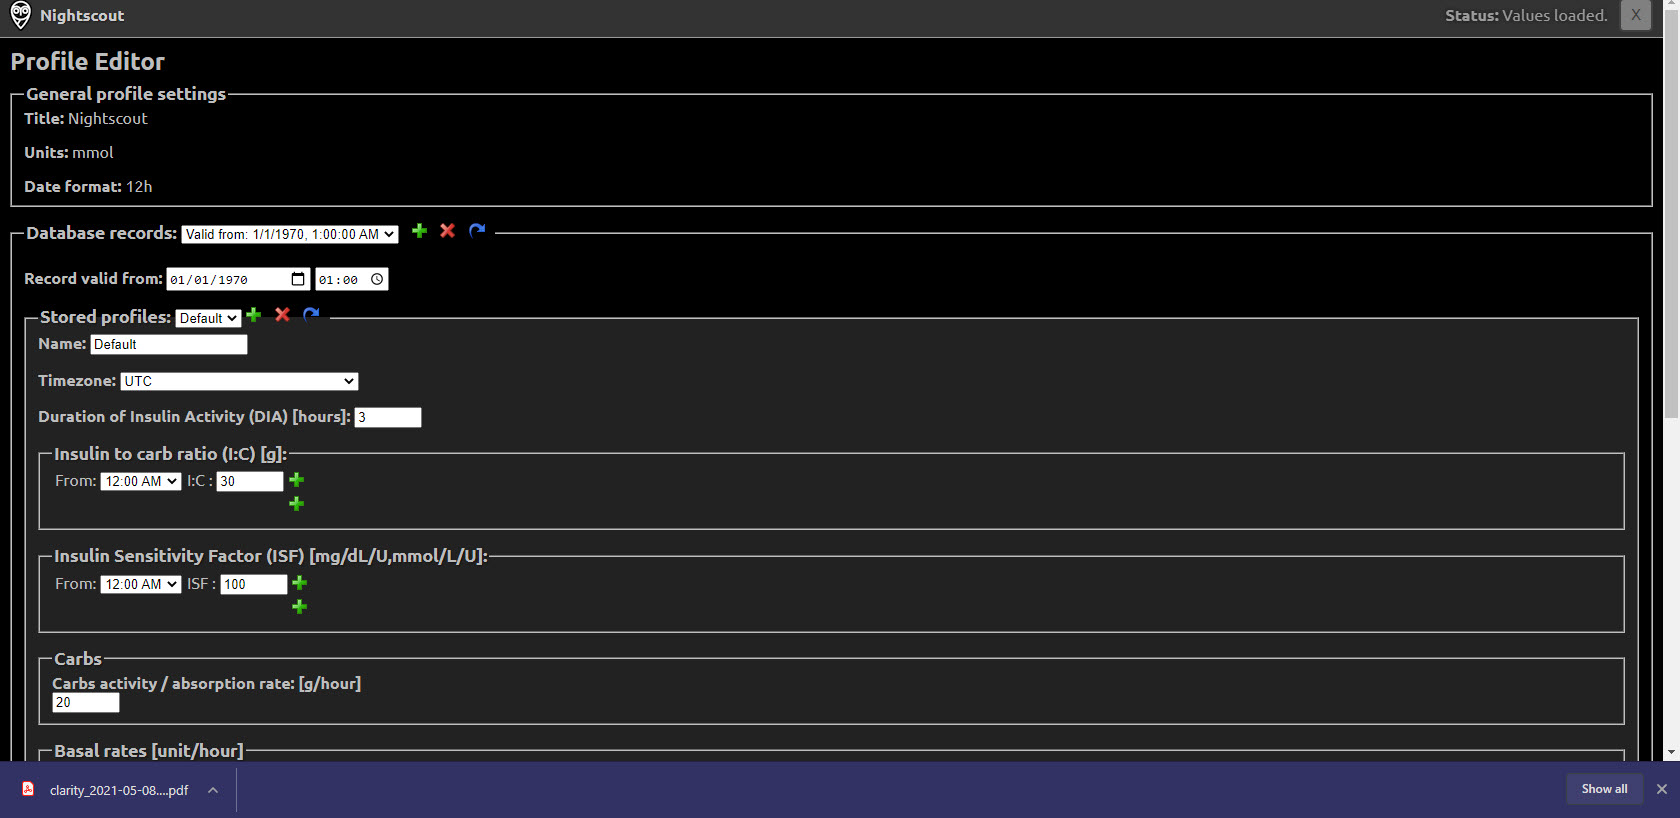 Nightscout
Status: Values loaded. X
Profile Editor
General profile settings
Title: Nightscout
Units: mmol
Date format: 12h
Database records: Valid from: 1/1/1970, 1:00:00 AM
Record valid from: 01/01/1970 01:00
Stored profiles: Default
Name: Default
Timezone: UTC
Duration of Insulin Activity (DIA) [hours]: 3
Insulin to carb ratio (I:C) [g]:
From: 12:00 AM I:C : 30
Insulin Sensitivity Factor (ISF) [mg/dL/U,mmol/L/U]:
From: 12:00 AM ISF : 100
Carbs
Carbs activity / absorption rate: [g/hour]
20
Basal rates [unit/hour]
clarity_2021-05-08....pdf
Show all